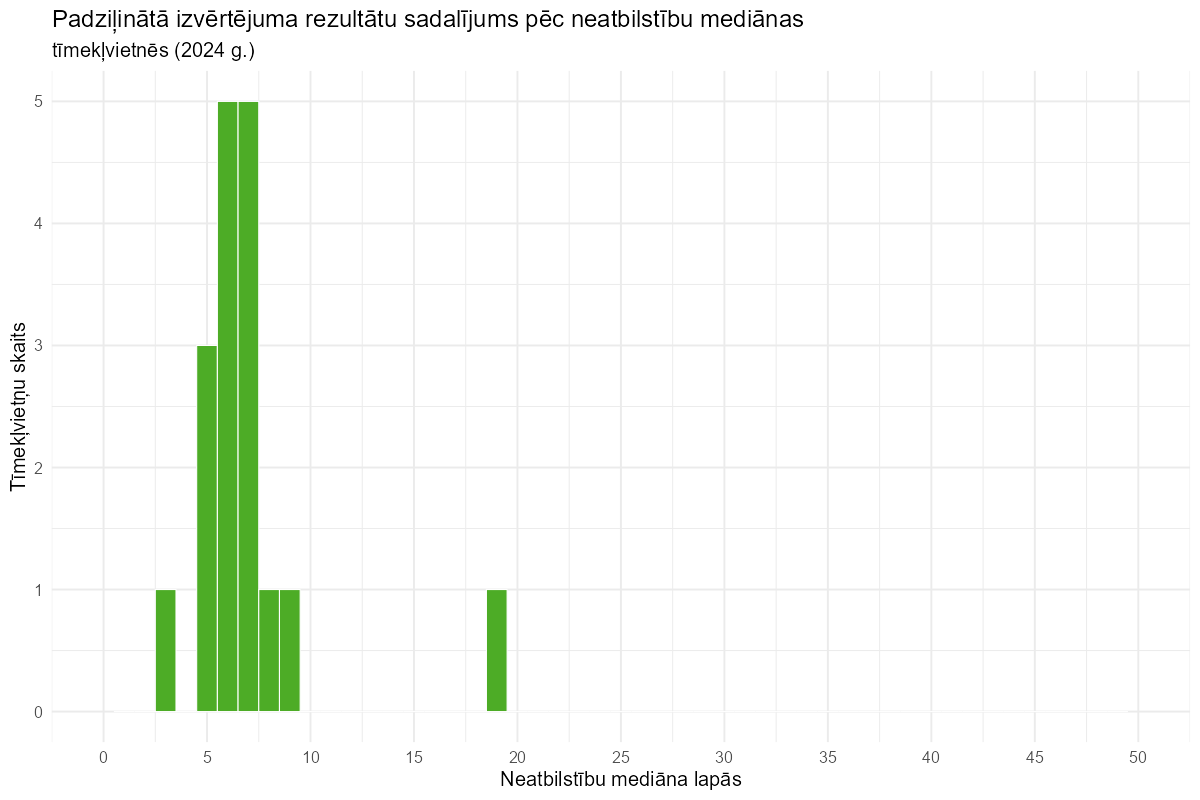 Padziļinātā izvērtējuma rezultātu sadalījums pēc neatbilstību mediānas
tīmekļvietnēs (2024 g.)
Tīmekļvietņu skaits
5
4
3
2
1
0
0 5 10 15 20 25 30 35 40 45 50
Neatbilstību mediāna lapās